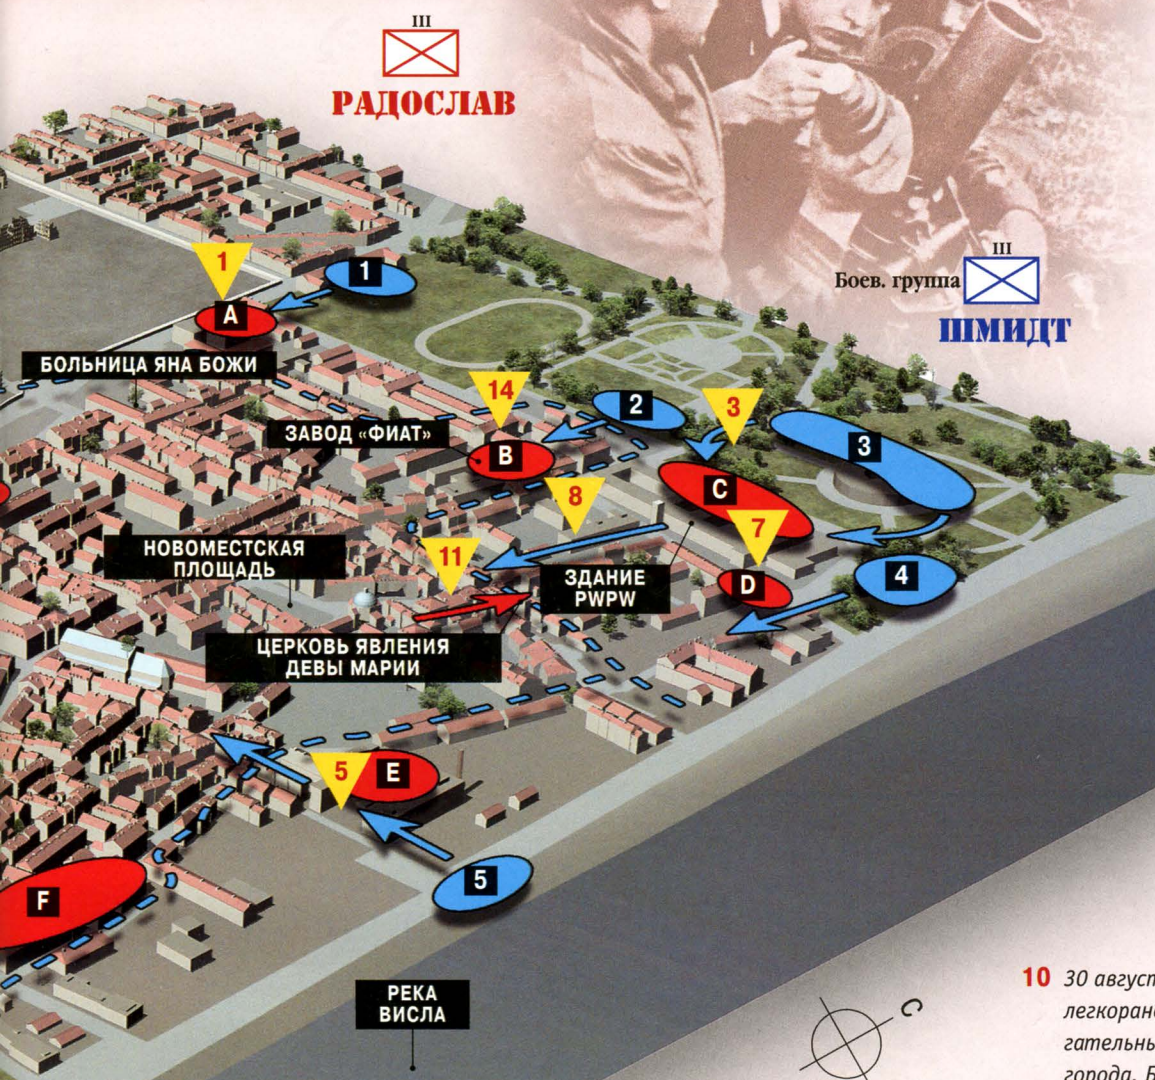 III
РАДОСЛАВ
III
Боев. группа
ШМИДТ
1
1
A
БОЛЬНИЦА ЯНА БОЖИ
14
2
3
3
ЗАВОД «ФИАТ»
B
C
8
7
НОВОМЕСТСКАЯ
ПЛОЩАДЬ
11
ЗДАНИЕ
PWPW
D
4
ЦЕРКОВЬ ЯВЛЕНИЯ
ДЕВЫ МАРИИ
5
E
5
F
РЕКА
ВИСЛА
С
10 30 август
легкоран
гательны
города. Б